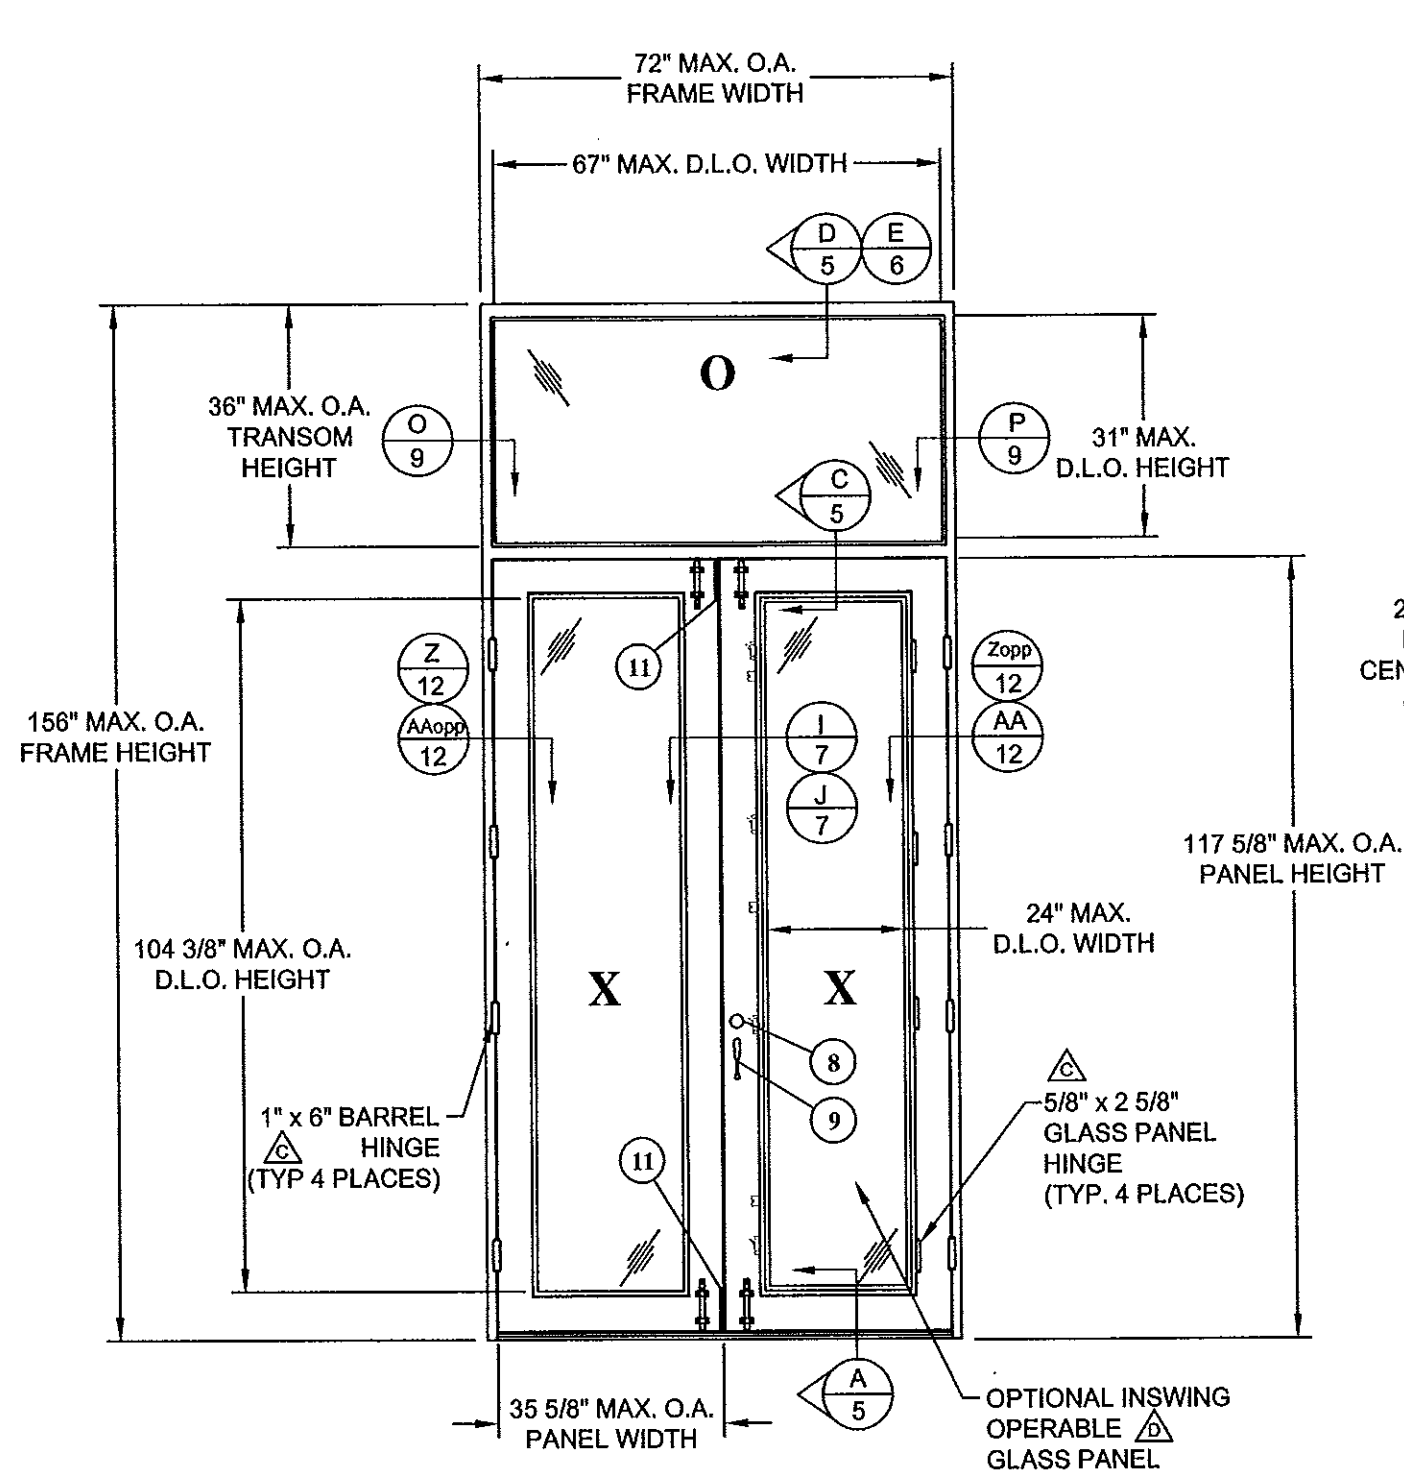 72" MAX. O.A.
FRAME WIDTH
67" MAX. D.L.O. WIDTH
D
5
E
6
36" MAX. O.A.
TRANSOM
HEIGHT
O
9
O
P
9
31" MAX.
D.L.O. HEIGHT
C
5
11
Z
12
AAopp
12
I
7
J
7
Zopp
12
AA
12
2
CEN
156" MAX. O.A.
FRAME HEIGHT
117 5/8" MAX. O.A.
PANEL HEIGHT
104 3/8" MAX. O.A.
D.L.O. HEIGHT
24" MAX.
D.L.O. WIDTH
X
X
8
9
1" x 6" BARREL
C HINGE
(TYP 4 PLACES)
11
C
5/8" x 2 5/8"
GLASS PANEL
HINGE
(TYP. 4 PLACES)
A
5
35 5/8" MAX. O.A.
PANEL WIDTH
OPTIONAL INSWING
OPERABLE D
GLASS PANEL